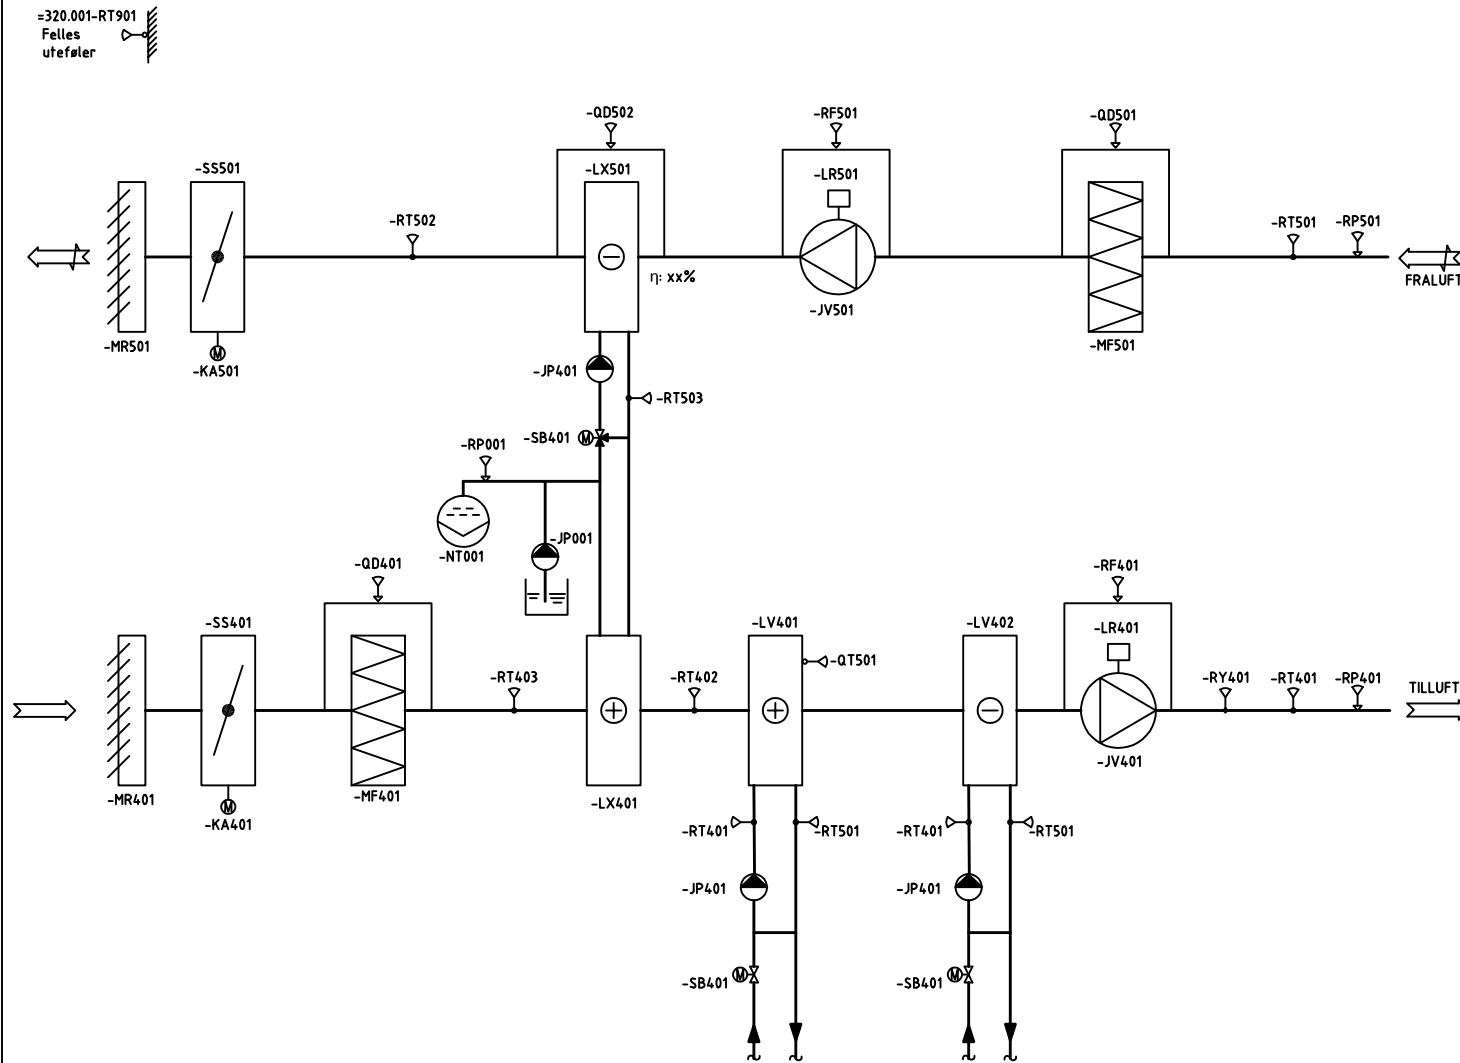 =320.001-RT901
Felles
uteføler
-QD502
-RF501
-QD501
-SS501
-LX501
-LR501
-RT502
-RT501
-RP501
η: xx%
FRALUFT
-JV501
-MR501
-MF501
-KA501
-JP401
-RT503
-SB401
M
-RP001
-JP001
-NT001
-QD401
-RF401
-SS401
-LV401
-LV402
-LR401
-QT501
-RT403
-RT402
-RY401
-RT401
-RP401
TILLUFT
-JV401
-MR401
-MF401
-LX401
M
-KA401
-RT401
-RT501
-RT401
-RT501
-JP401
-JP401
-SB401
M
-SB401
M
M